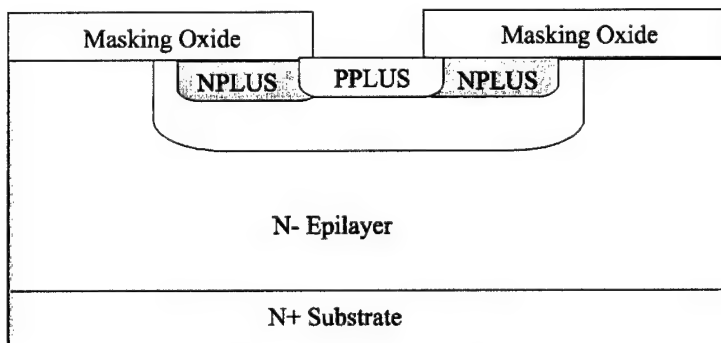 Masking Oxide
Masking Oxide
NPLUS PPLUS NPLUS
N- Epilayer
N+ Substrate